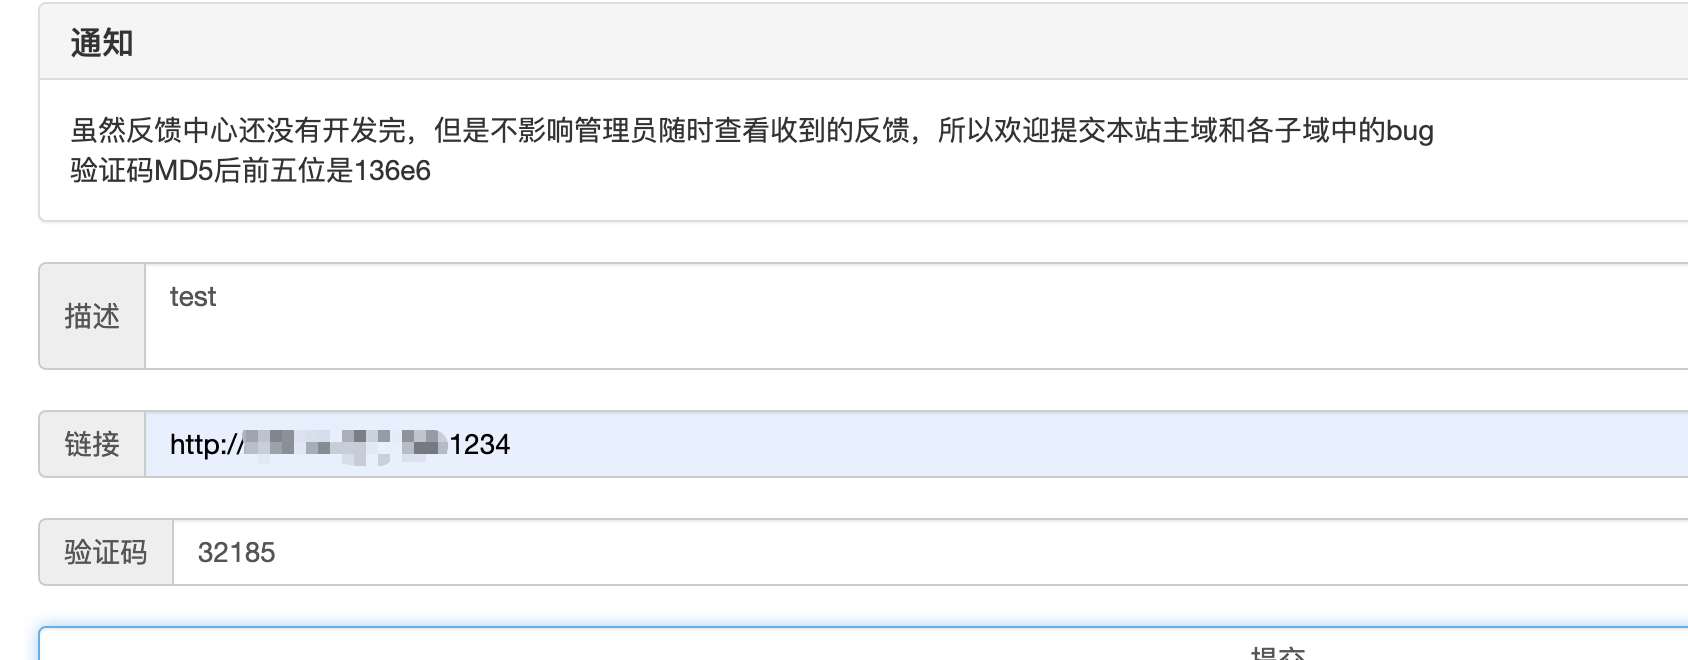 通知
虽然反馈中心还没有开发完，但是不影响管理员随时查看收到的反馈，所以欢迎提交本站主域和各子域中的bug
验证码MD5后前五位是136e6
描述
test
链接
http://
1234
验证码
32185
提交